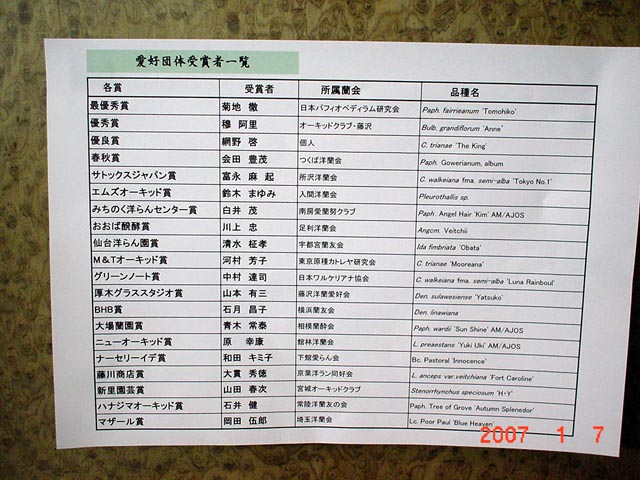 愛好団体受賞者一覧
各賞 受賞者 所属蘭会 品種名
最優秀賞 菊地 徹 日本パフィオペディラム研究会 Paph. fairrieanum 'Tomohiko'
優秀賞 穆 阿里 オーキッドクラブ・藤沢 Bulb. grandiflorum 'Anne'
優良賞 網野 啓 個人 C. trianae 'The King'
春秋賞 会田 豊茂 つくば洋蘭会 Paph. Gowerianum, album
サトックスジャパン賞 富永 麻 起 所沢洋蘭会 C. walkeiana fma. semi-alba 'Tokyo No.1'
エムズオーキッド賞 鈴木 まゆみ 入間洋蘭会 Pleurothallis sp.
みちのく洋らんセンター賞 白井 茂 南房愛蘭努クラブ Paph. Angel Hair 'Kim' AM/AJOS
おおば醗酵賞 川上 忠 足利洋蘭会 Angcm. Veitchii
仙台洋らん園賞 清水 柾孝 宇都宮蘭友会 Ida fimbriata 'Obata'
M&Tオーキッド賞 河村 芳子 東京原種カトレヤ研究会 C. trianae 'Mooreana'
グリーンノート賞 中村 達司 日本ワルケリアナ協会 C. walkeiana fma. semi-alba 'Luna Rainboul'
厚木グラススタジオ賞 山本 有三 藤沢洋蘭愛好会 Den. sulawesiense 'Yatsuko'
BHB賞 石月 昌子 横浜蘭友会 Den. linawiana
大場蘭園賞 青木 常泰 相模蘭酔会 Paph. wardii 'Sun Shine' AM/AJOS
ニューオーキッド賞 原 幸康 館林洋蘭会 L. praestans 'Yuki Uki' AM/AJOS
ナーセリーイデ賞 和田 キミ子 下館愛らん会 Bc. Pastoral 'Innocence'
藤川商店賞 大貫 秀徳 京葉洋ラン同好会 L. anceps var.veitchiana 'Fort Caroline'
新里園芸賞 山田 春次 宮城オーキッドクラブ Stenorrhynchus speciosum 'H・Y'
ハナジマオーキッド賞 石井 健 常陸洋蘭友の会 Paph. Tree of Grove 'Autumn Splenedor'
マザール賞 岡田 伍郎 埼玉洋蘭会 Lc. Poor Paul 'Blue Heaven'
2007 1 7